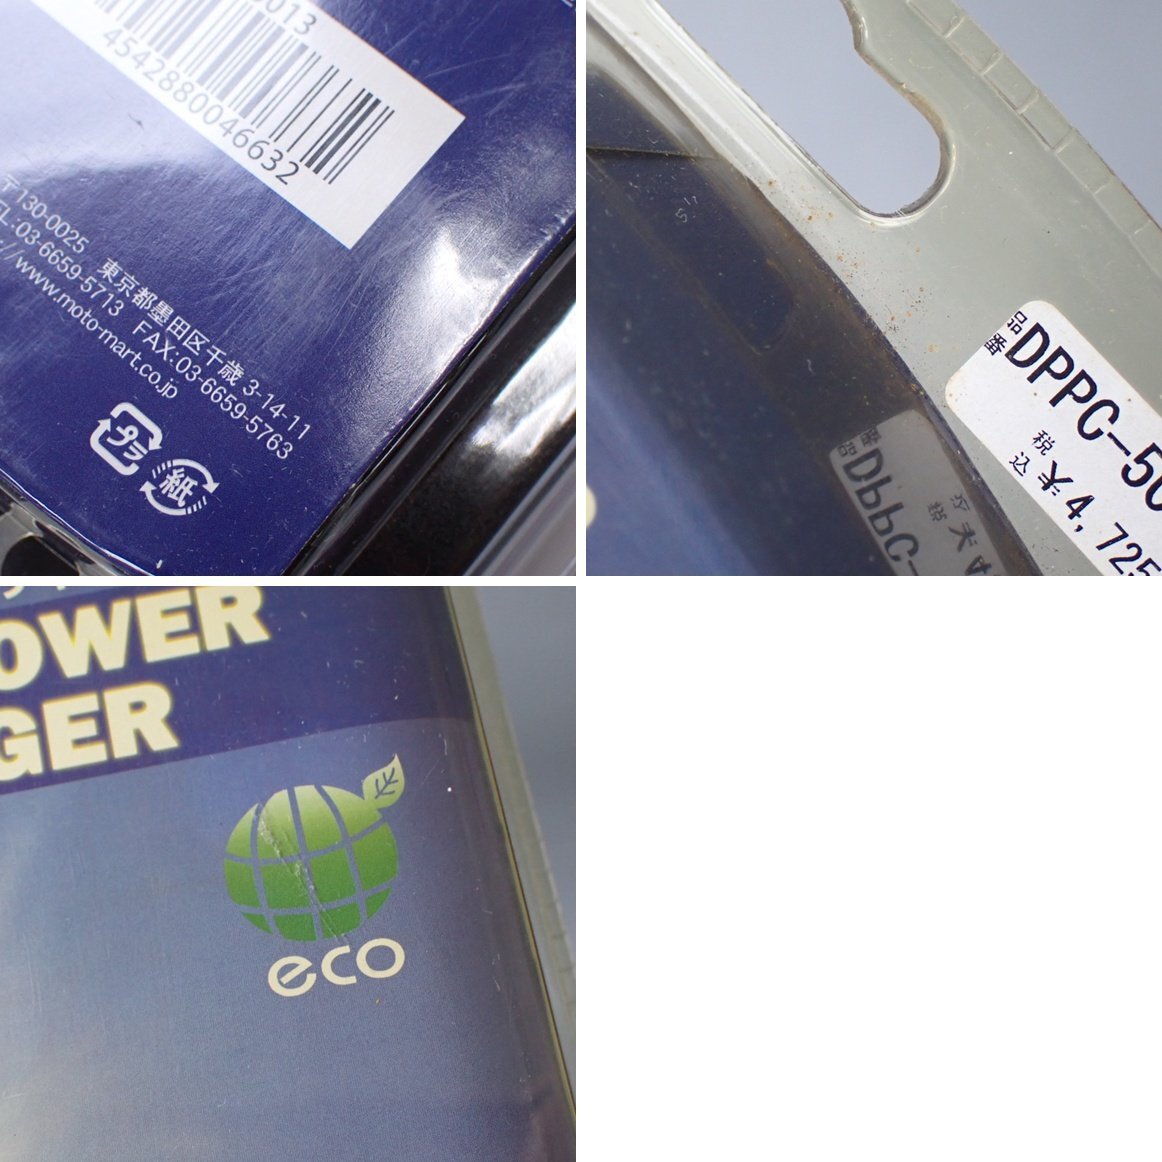 013
4542880046632
〒130-0025 東京都墨田区千歳 3-14-11
TEL:03-6659-5713 FAX:03-6659-5763
//www.moto-mart.co.jp
プラ
紙
品番
DPPC-50
税込
¥4,725
OWER
GER
eco